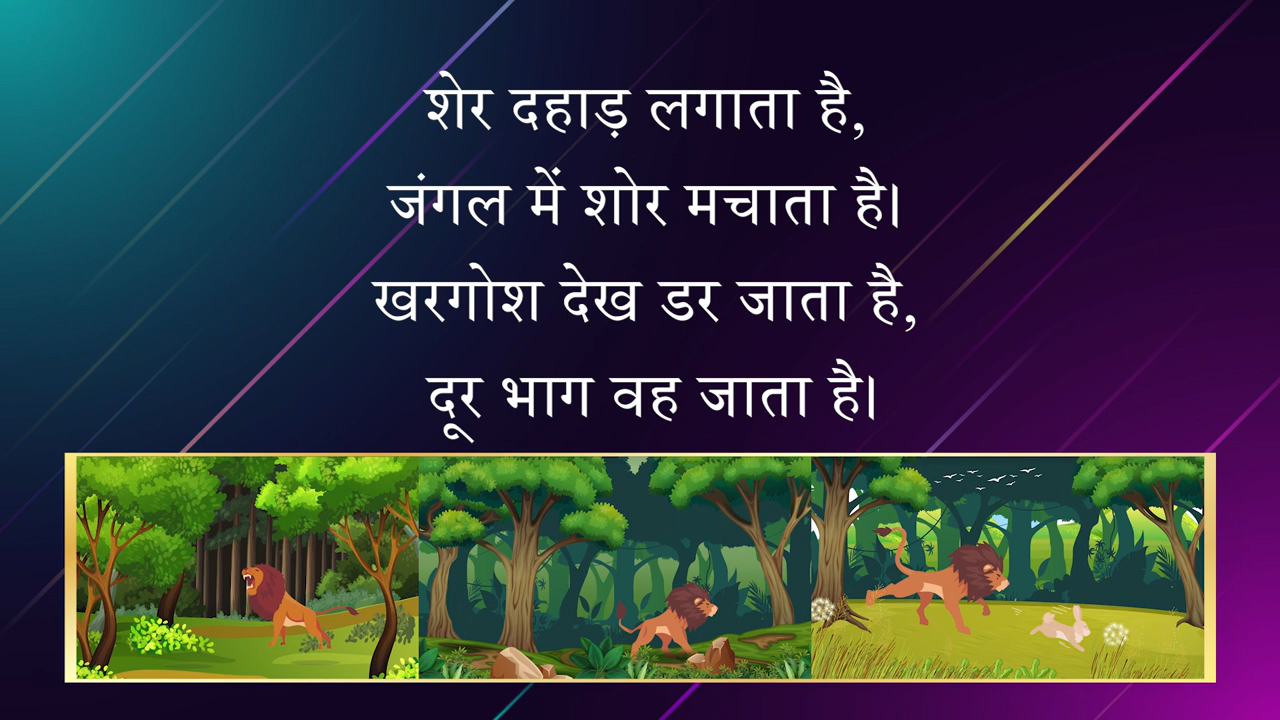 शेर दहाड़ लगाता है,
जंगल में शोर मचाता है।
खरगोश देख डर जाता है,
दूर भाग वह जाता है।